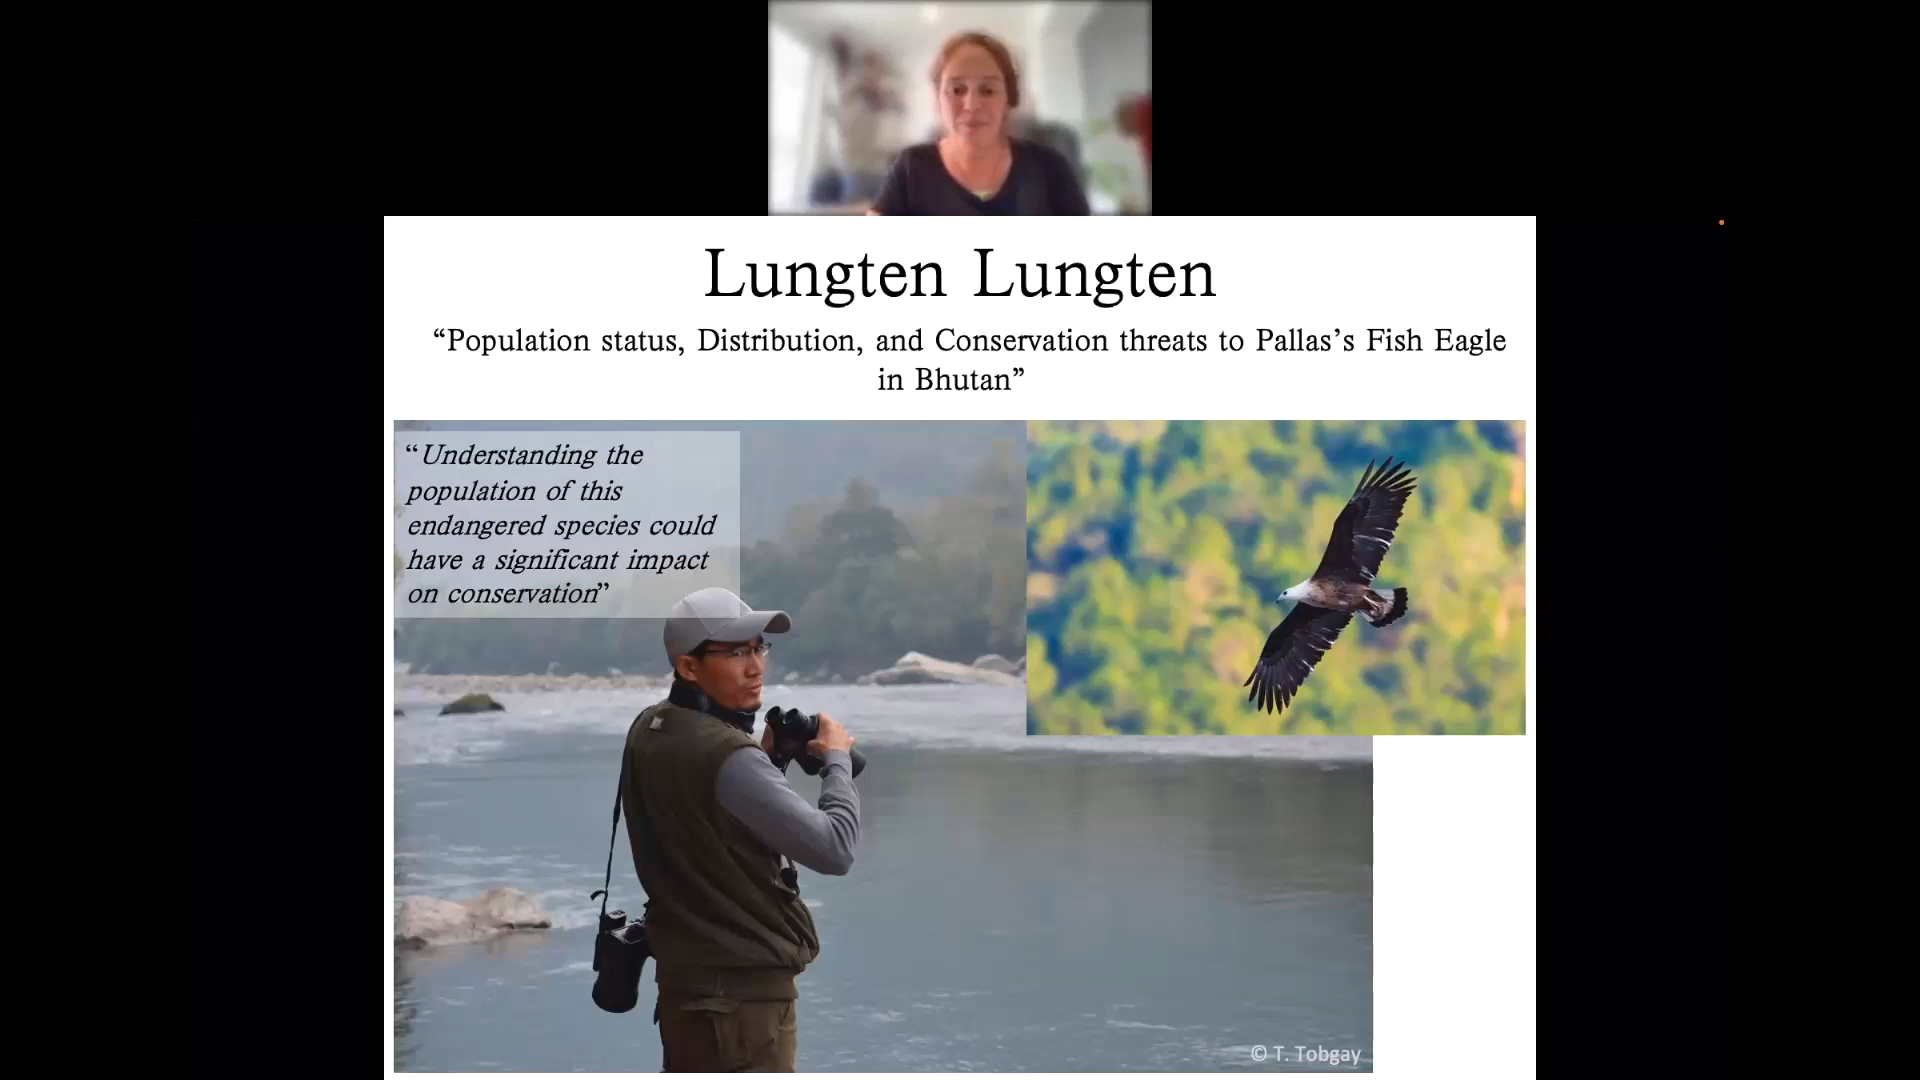 Lungten Lungten
“Population status, Distribution, and Conservation threats to Pallas’s Fish Eagle
in Bhutan”
“Understanding the
population of this
endangered species could
have a significant impact
on conservation”
© T. Tobgay